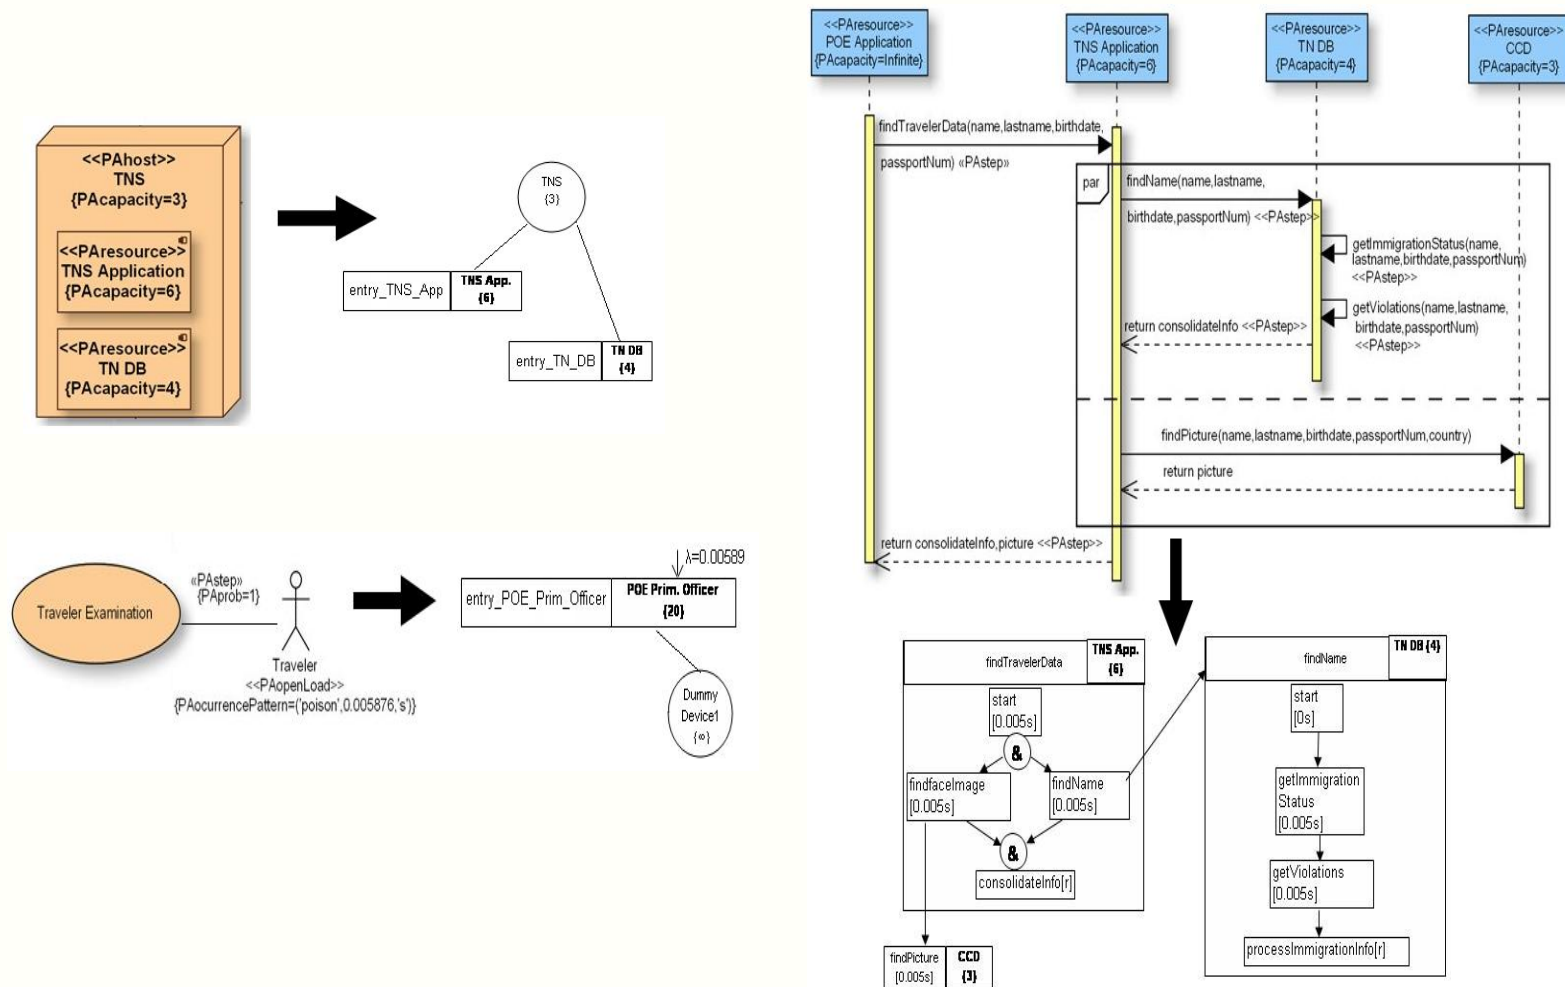 <<PAhost>>
TNS
{PAcapacity=3}
<<PAresource>>
TNS Application
{PAcapacity=6}
<<PAresource>>
TN DB
{PAcapacity=4}
TNS
{3}
entry_TNS_App
TNS App.
{6}
entry_TN_DB
TN DB
{4}
Traveler Examination
«PAstep»
{PAprob=1}
Traveler
<<PAopenLoad>>
{PAocurrencePattern=('poison',0.005876,'s')}
λ=0.00589
entry_POE_Prim_Officer
POE Prim. Officer
{20}
Dummy
Device1
{∞}
<<PAresource>>
POE Application
{PAcapacity=Infinite}
<<PAresource>>
TNS Application
{PAcapacity=6}
<<PAresource>>
TN DB
{PAcapacity=4}
<<PAresource>>
CCD
{PAcapacity=3}
findTravelerData(name,lastname,birthdate,
passportNum) «PAstep»
par
findName(name,lastname,
birthdate,passportNum) <<PAstep>>
getImmigrationStatus(name,
lastname,birthdate,passportNum)
<<PAstep>>
getViolations(name,lastname,
birthdate,passportNum)
<<PAstep>>
return consolidateInfo <<PAstep>>
findPicture(name,lastname,birthdate,passportNum,country)
return picture
return consolidateInfo,picture <<PAstep>>
findTravelerData
TNS App.
{6}
start
[0.005s]
&
findfaceImage
[0.005s]
findName
[0.005s]
&
consolidateInfo[r]
findPicture
[0.005s]
CCD
{3}
findName
TN DB {4}
start
[0s]
getImmigration
Status
[0.005s]
getViolations
[0.005s]
processImmigrationInfo[r]